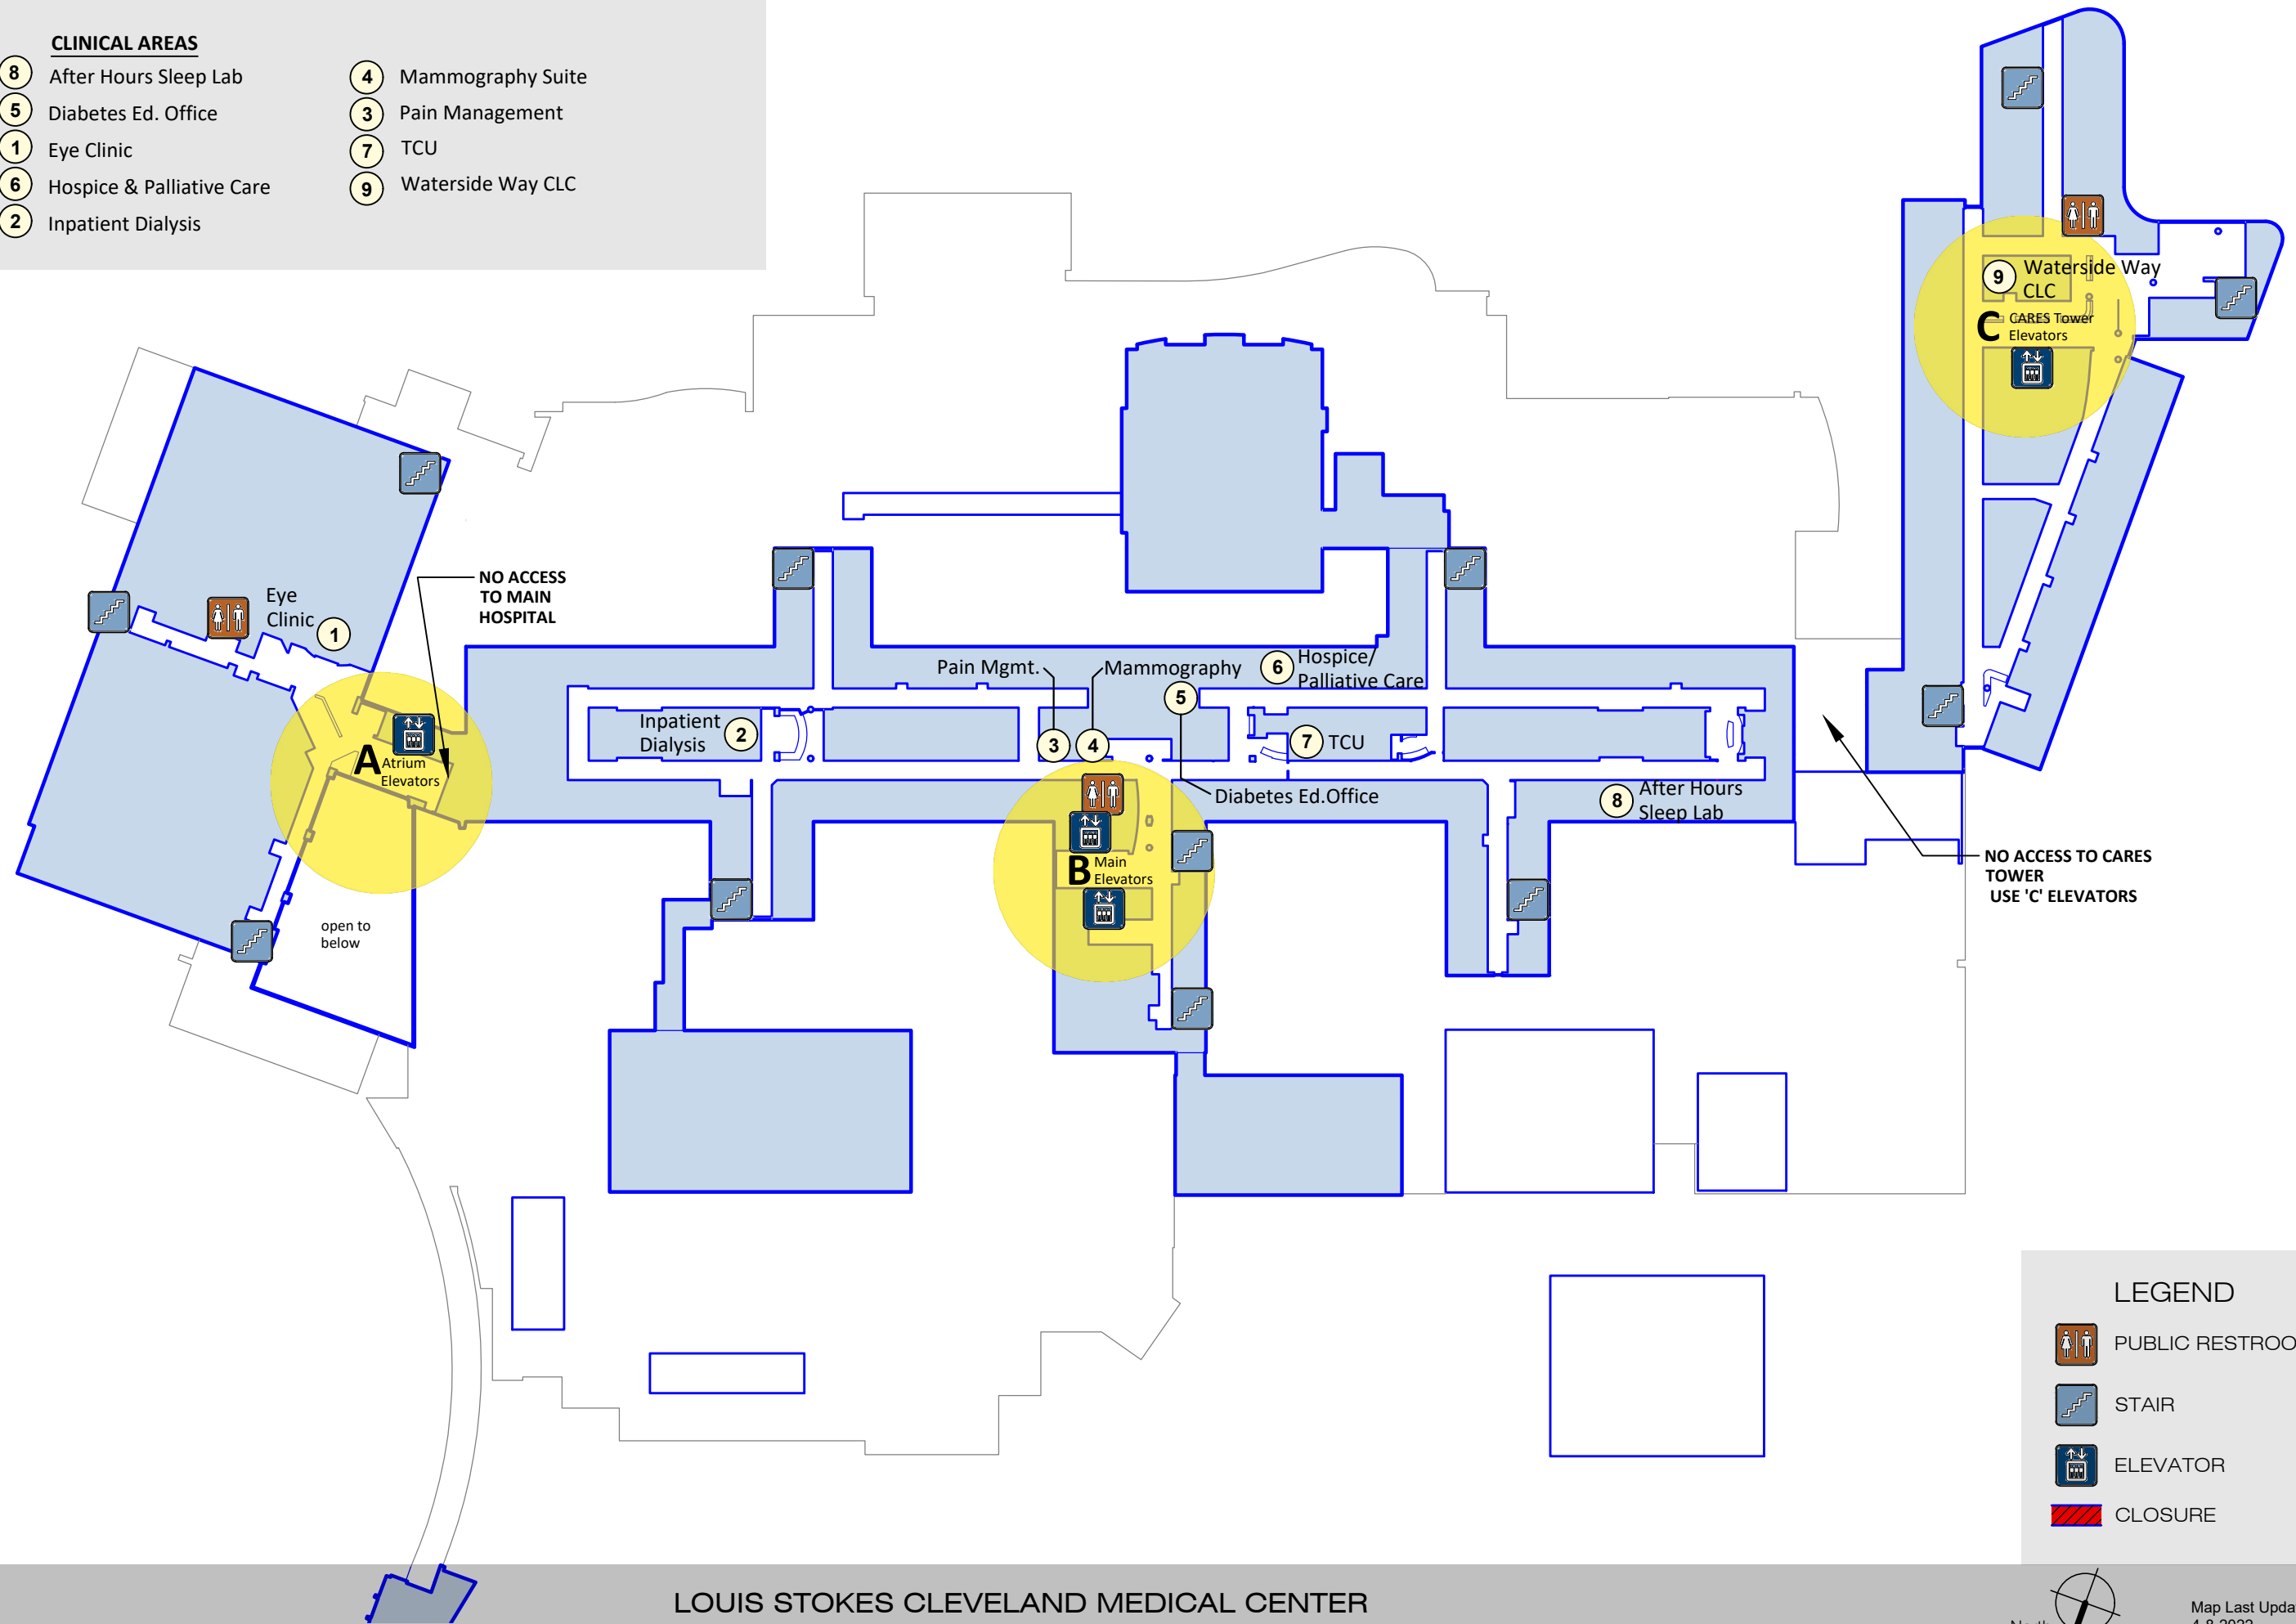 CLINICAL AREAS
8 After Hours Sleep Lab
5 Diabetes Ed. Office
1 Eye Clinic
6 Hospice & Palliative Care
2 Inpatient Dialysis
4 Mammography Suite
3 Pain Management
7 TCU
9 Waterside Way CLC
9 Waterside Way
CLC
C CARES Tower
Elevators
NO ACCESS
TO MAIN
HOSPITAL
Eye
Clinic 1
A Atrium
Elevators
open to
below
Inpatient
Dialysis 2
Pain Mgmt.
3
Mammography
4
6 Hospice/
Palliative Care
5
Diabetes Ed.Office
7 TCU
8 After Hours
Sleep Lab
B Main
Elevators
NO ACCESS TO CARES
TOWER
USE 'C' ELEVATORS
LEGEND
PUBLIC RESTROO
STAIR
ELEVATOR
CLOSURE
LOUIS STOKES CLEVELAND MEDICAL CENTER
North
Map Last Upda
4-8-2022